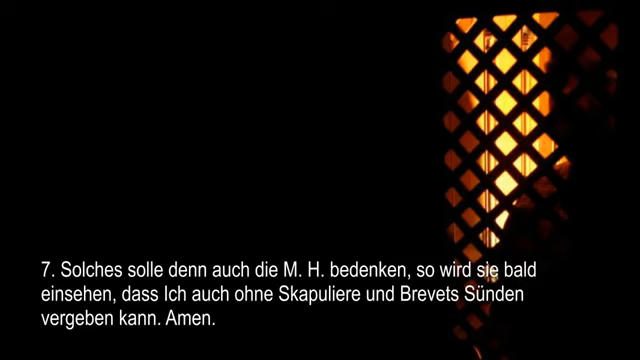 7. Solches solle denn auch die M. H. bedenken, so wird sie bald
einsehen, dass Ich auch ohne Skapuliere und Brevets Sünden
vergeben kann. Amen.